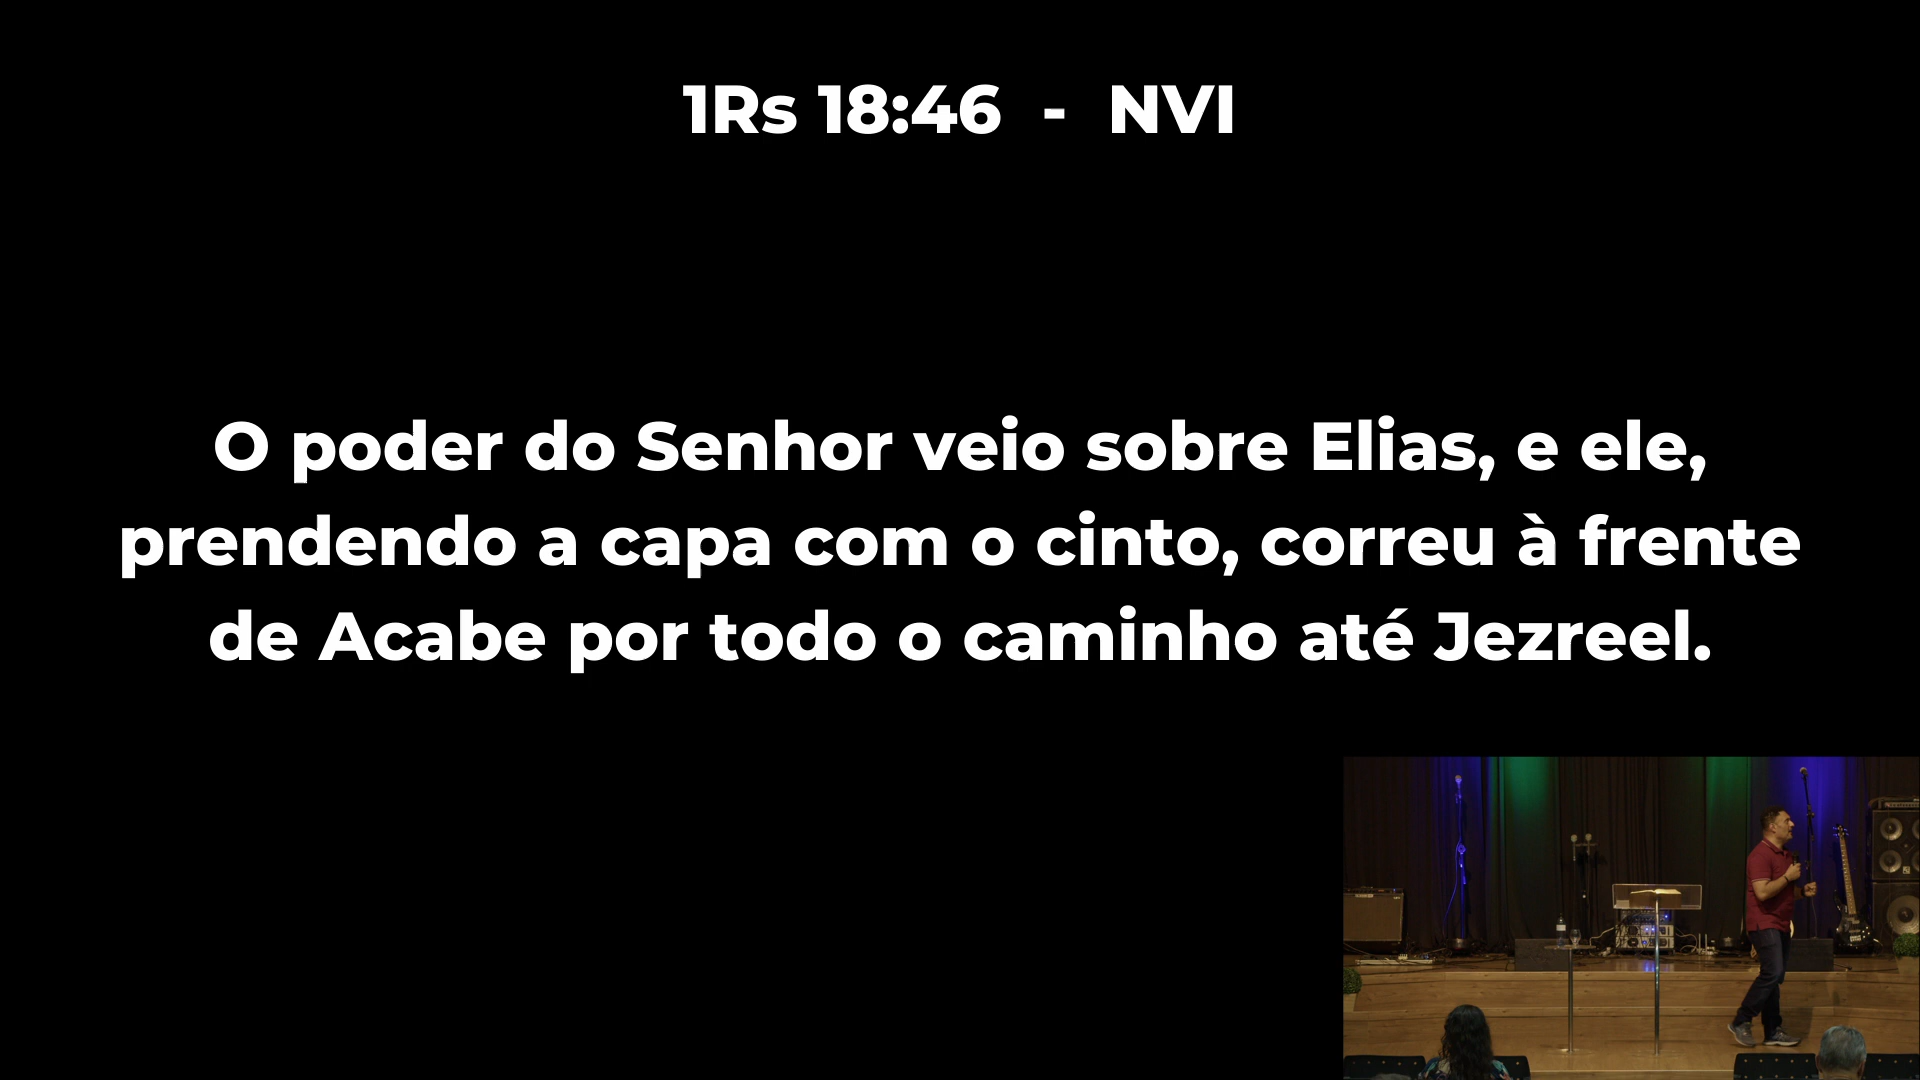 1Rs 18:46 - NVI
O poder do Senhor veio sobre Elias, e ele,
prendendo a capa com o cinto, correu à frente
de Acabe por todo o caminho até Jezreel.